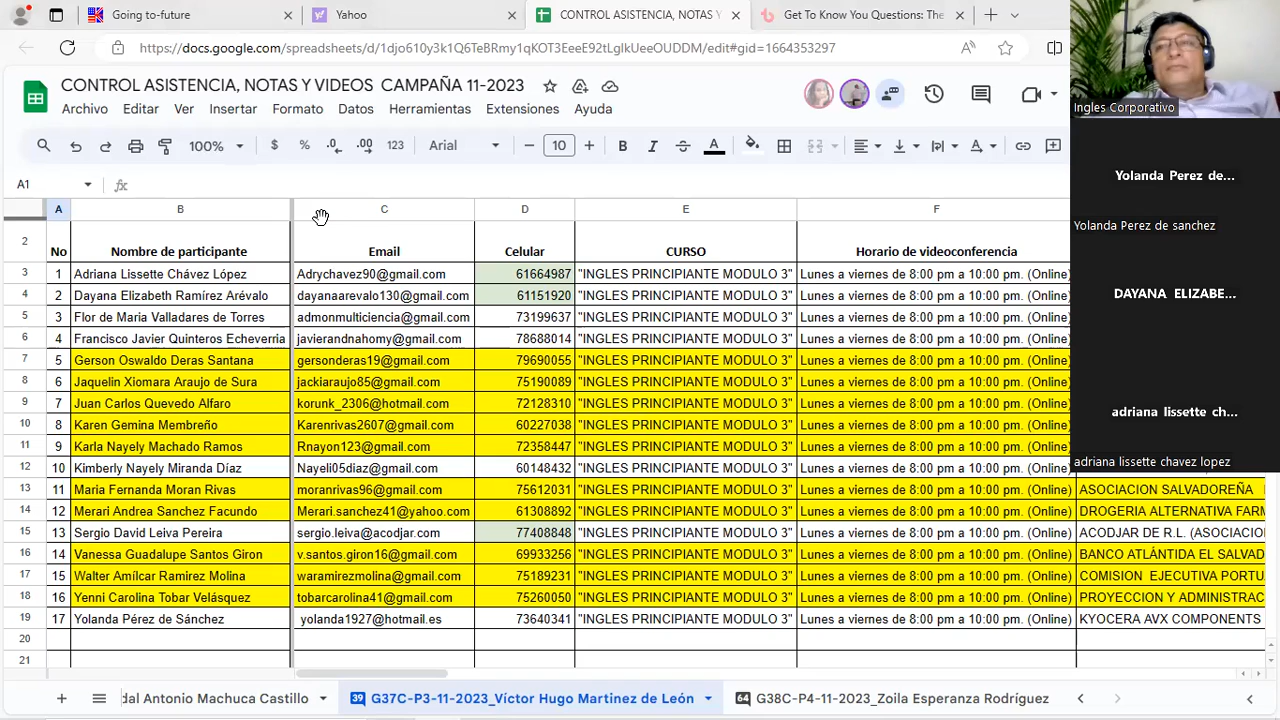 Going to-future
Yahoo
CONTROL ASISTENCIA, NOTAS Y
Get To Know You Questions: The
https://docs.google.com/spreadsheets/d/1djo610y3k1Q6TeBRmy1qKOT3EeeE92tLglkUeeOUDDM/edit#gid=1664353297
CONTROL ASISTENCIA, NOTAS Y VIDEOS CAMPAÑA 11-2023
Archivo Editar Ver Insertar Formato Datos Herramientas Extensiones Ayuda
100% $ % .0 .00 123 Arial 10 B I A
A1 fx
A B C D E F
2 No Nombre de participante Email Celular CURSO Horario de videoconferencia
3 1 Adriana Lissette Chávez López Adrychavez90@gmail.com 61664987 "INGLES PRINCIPIANTE MODULO 3" Lunes a viernes de 8:00 pm a 10:00 pm. (Online)
4 2 Dayana Elizabeth Ramírez Arévalo dayanaarevalo130@gmail.com 61151920 "INGLES PRINCIPIANTE MODULO 3" Lunes a viernes de 8:00 pm a 10:00 pm. (Online)
5 3 Flor de Maria Valladares de Torres admonmulticiencia@gmail.com 73199637 "INGLES PRINCIPIANTE MODULO 3" Lunes a viernes de 8:00 pm a 10:00 pm. (Online)
6 4 Francisco Javier Quinteros Echeverria javierandnahomy@gmail.com 78688014 "INGLES PRINCIPIANTE MODULO 3" Lunes a viernes de 8:00 pm a 10:00 pm. (Online)
7 5 Gerson Oswaldo Deras Santana gersonderas19@gmail.com 79690055 "INGLES PRINCIPIANTE MODULO 3" Lunes a viernes de 8:00 pm a 10:00 pm. (Online)
8 6 Jaquelin Xiomara Araujo de Sura jackiaraujo85@gmail.com 75190089 "INGLES PRINCIPIANTE MODULO 3" Lunes a viernes de 8:00 pm a 10:00 pm. (Online)
9 7 Juan Carlos Quevedo Alfaro korunk_2306@hotmail.com 72128310 "INGLES PRINCIPIANTE MODULO 3" Lunes a viernes de 8:00 pm a 10:00 pm. (Online)
10 8 Karen Gemina Membreño Karenrivas2607@gmail.com 60227038 "INGLES PRINCIPIANTE MODULO 3" Lunes a viernes de 8:00 pm a 10:00 pm. (Online)
11 9 Karla Nayely Machado Ramos Rnayon123@gmail.com 72358447 "INGLES PRINCIPIANTE MODULO 3" Lunes a viernes de 8:00 pm a 10:00 pm. (Online)
12 10 Kimberly Nayely Miranda Díaz Nayeli05diaz@gmail.com 60148432 "INGLES PRINCIPIANTE MODULO 3" Lunes a viernes de 8:00 pm a 10:00 pm. (Online)
13 11 Maria Fernanda Moran Rivas moranrivas96@gmail.com 75612031 "INGLES PRINCIPIANTE MODULO 3" Lunes a viernes de 8:00 pm a 10:00 pm. (Online) ASOCIACION SALVADOREÑA
14 12 Merari Andrea Sanchez Facundo Merari.sanchez41@yahoo.com 61308892 "INGLES PRINCIPIANTE MODULO 3" Lunes a viernes de 8:00 pm a 10:00 pm. (Online) DROGERIA ALTERNATIVA FARM
15 13 Sergio David Leiva Pereira sergio.leiva@acodjar.com 77408848 "INGLES PRINCIPIANTE MODULO 3" Lunes a viernes de 8:00 pm a 10:00 pm. (Online) ACODJAR DE R.L. (ASOCIACIO
16 14 Vanessa Guadalupe Santos Giron v.santos.giron16@gmail.com 69933256 "INGLES PRINCIPIANTE MODULO 3" Lunes a viernes de 8:00 pm a 10:00 pm. (Online) BANCO ATLÁNTIDA EL SALVAD
17 15 Walter Amílcar Ramirez Molina waramirezmolina@gmail.com 75189231 "INGLES PRINCIPIANTE MODULO 3" Lunes a viernes de 8:00 pm a 10:00 pm. (Online) COMISION EJECUTIVA PORTU
18 16 Yenni Carolina Tobar Velásquez tobarcarolina41@gmail.com 75260050 "INGLES PRINCIPIANTE MODULO 3" Lunes a viernes de 8:00 pm a 10:00 pm. (Online) PROYECCION Y ADMINISTRAC
19 17 Yolanda Pérez de Sánchez yolanda1927@hotmail.es 73640341 "INGLES PRINCIPIANTE MODULO 3" Lunes a viernes de 8:00 pm a 10:00 pm. (Online) KYOCERA AVX COMPONENTS
20
21
dal Antonio Machuca Castillo 39 G37C-P3-11-2023_Víctor Hugo Martinez de León 64 G38C-P4-11-2023_Zoila Esperanza Rodriguez
Ingles Corporativo
Yolanda Perez de...
Yolanda Perez de sanchez
DAYANA ELIZABE...
adriana lissette ch...
adriana lissette chavez lopez